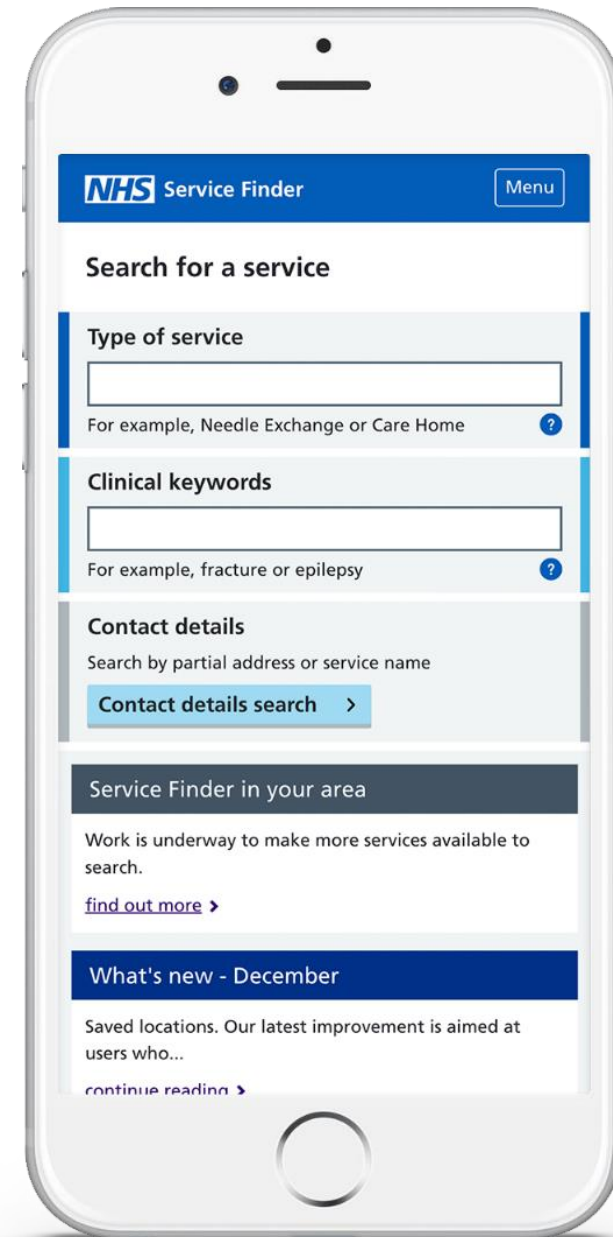 NHS Service Finder Menu
Search for a service
Type of service
For example, Needle Exchange or Care Home ?
Clinical keywords
For example, fracture or epilepsy ?
Contact details
Search by partial address or service name
Contact details search >
Service Finder in your area
Work is underway to make more services available to
search.
find out more >
What's new - December
Saved locations. Our latest improvement is aimed at
users who...
continue reading >